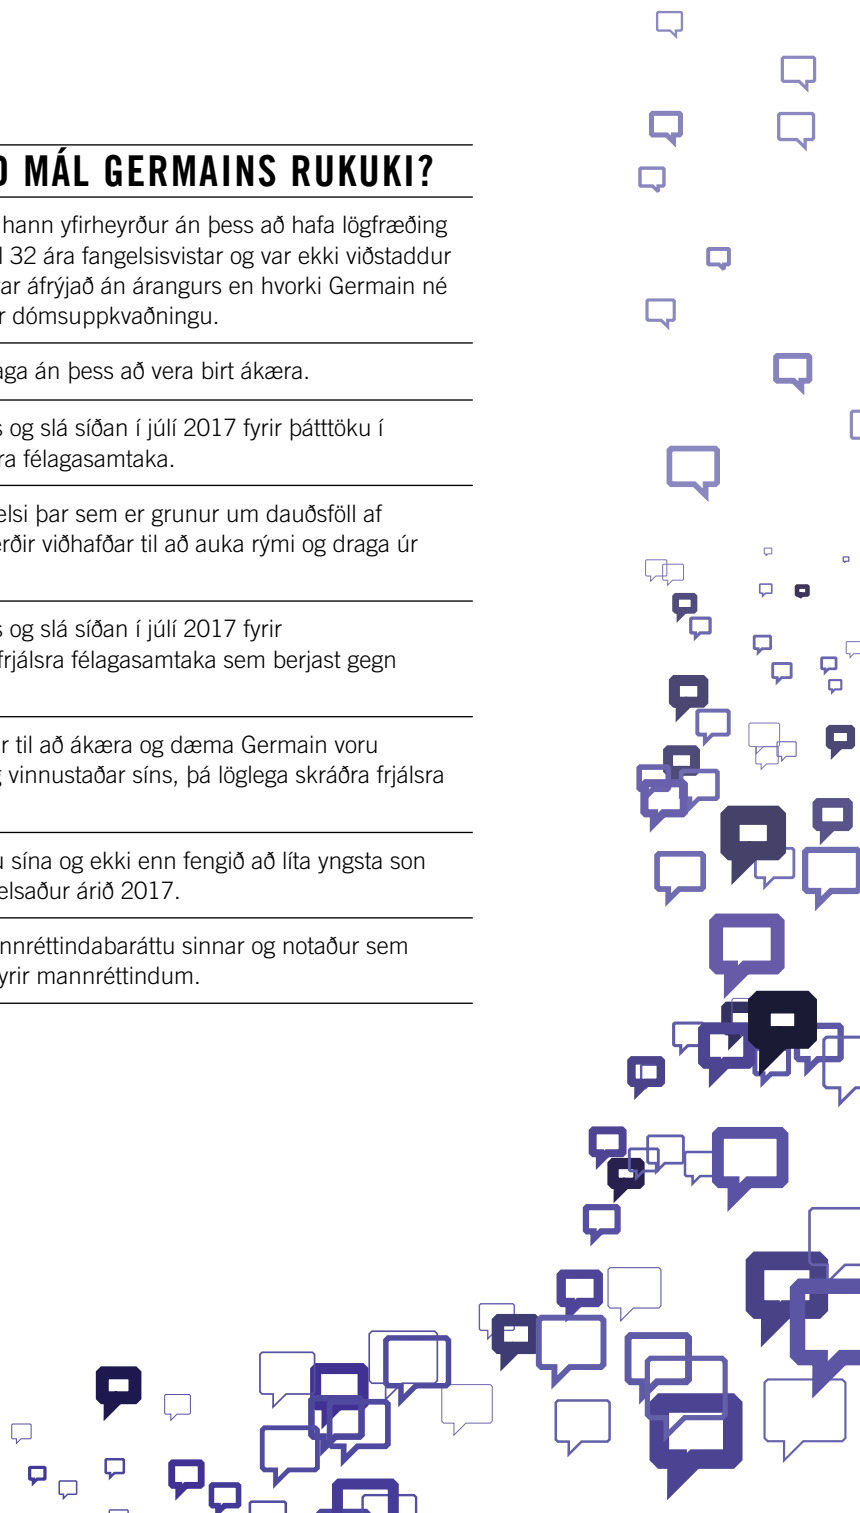 MÁL GERMAINS RUKUKI?
hann yfirheyrður án þess að hafa lögfræðing
32 ára fangelsisvistar og var ekki viðstaddur
ar áfrýjað án árangurs en hvorki Germain né
r dómsuppkvaðningu.
aga án þess að vera birt ákæra.
s og slá síðan í júlí 2017 fyrir þátttöku í
ra félagasamtaka.
elsi þar sem er grunur um dauðsföll af
erðir viðhafðar til að auka rými og draga úr
s og slá síðan í júlí 2017 fyrir
frjálsra félagasamtaka sem berjast gegn
r til að ákæra og dæma Germain voru
vinnustaðar síns, þá löglega skráðra frjálsra
u sína og ekki enn fengið að líta yngsta son
elsaður árið 2017.
nnréttindabaráttu sinnar og notaður sem
yrir mannréttindum.